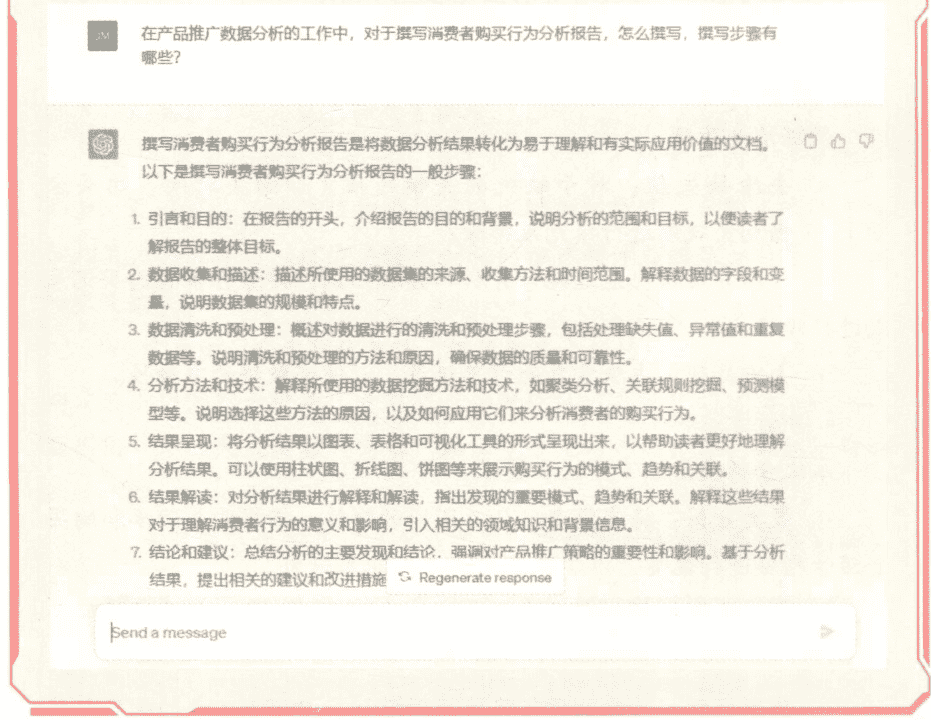 JM
在产品推广数据分析的工作中，对于撰写消费者购买行为分析报告，怎么撰写，撰写步骤有
哪些？
撰写消费者购买行为分析报告是将数据分析结果转化为易于理解和有实际应用价值的文档。
以下是撰写消费者购买行为分析报告的一般步骤：
1. 引言和目的：在报告的开头，介绍报告的目的和背景，说明分析的范围和目标，以便读者了
解报告的整体目标。
2. 数据收集和描述：描述所使用的数据集的来源、收集方法和时间范围。解释数据的字段和变
量，说明数据集的规模和特点。
3. 数据清洗和预处理：概述对数据进行的清洗和预处理步骤，包括处理缺失值、异常值和重复
数据等。说明清洗和预处理的方法和原因，确保数据的质量和可靠性。
4. 分析方法和技术：解释所使用的数据挖掘方法和技术，如聚类分析、关联规则挖掘、预测模
型等。说明选择这些方法的原因，以及如何应用它们来分析消费者的购买行为。
5. 结果呈现：将分析结果以图表、表格和可视化工具的形式呈现出来，以帮助读者更好地理解
分析结果。可以使用柱状图、折线图、饼图等来展示购买行为的模式、趋势和关联。
6. 结果解读：对分析结果进行解释和解读，指出发现的重要模式、趋势和关联。解释这些结果
对于理解消费者行为的意义和影响，引入相关的领域知识和背景信息。
7. 结论和建议：总结分析的主要发现和结论，强调对产品推广策略的重要性和影响。基于分析
结果，提出相关的建议和改进措施
Regenerate response
Send a message